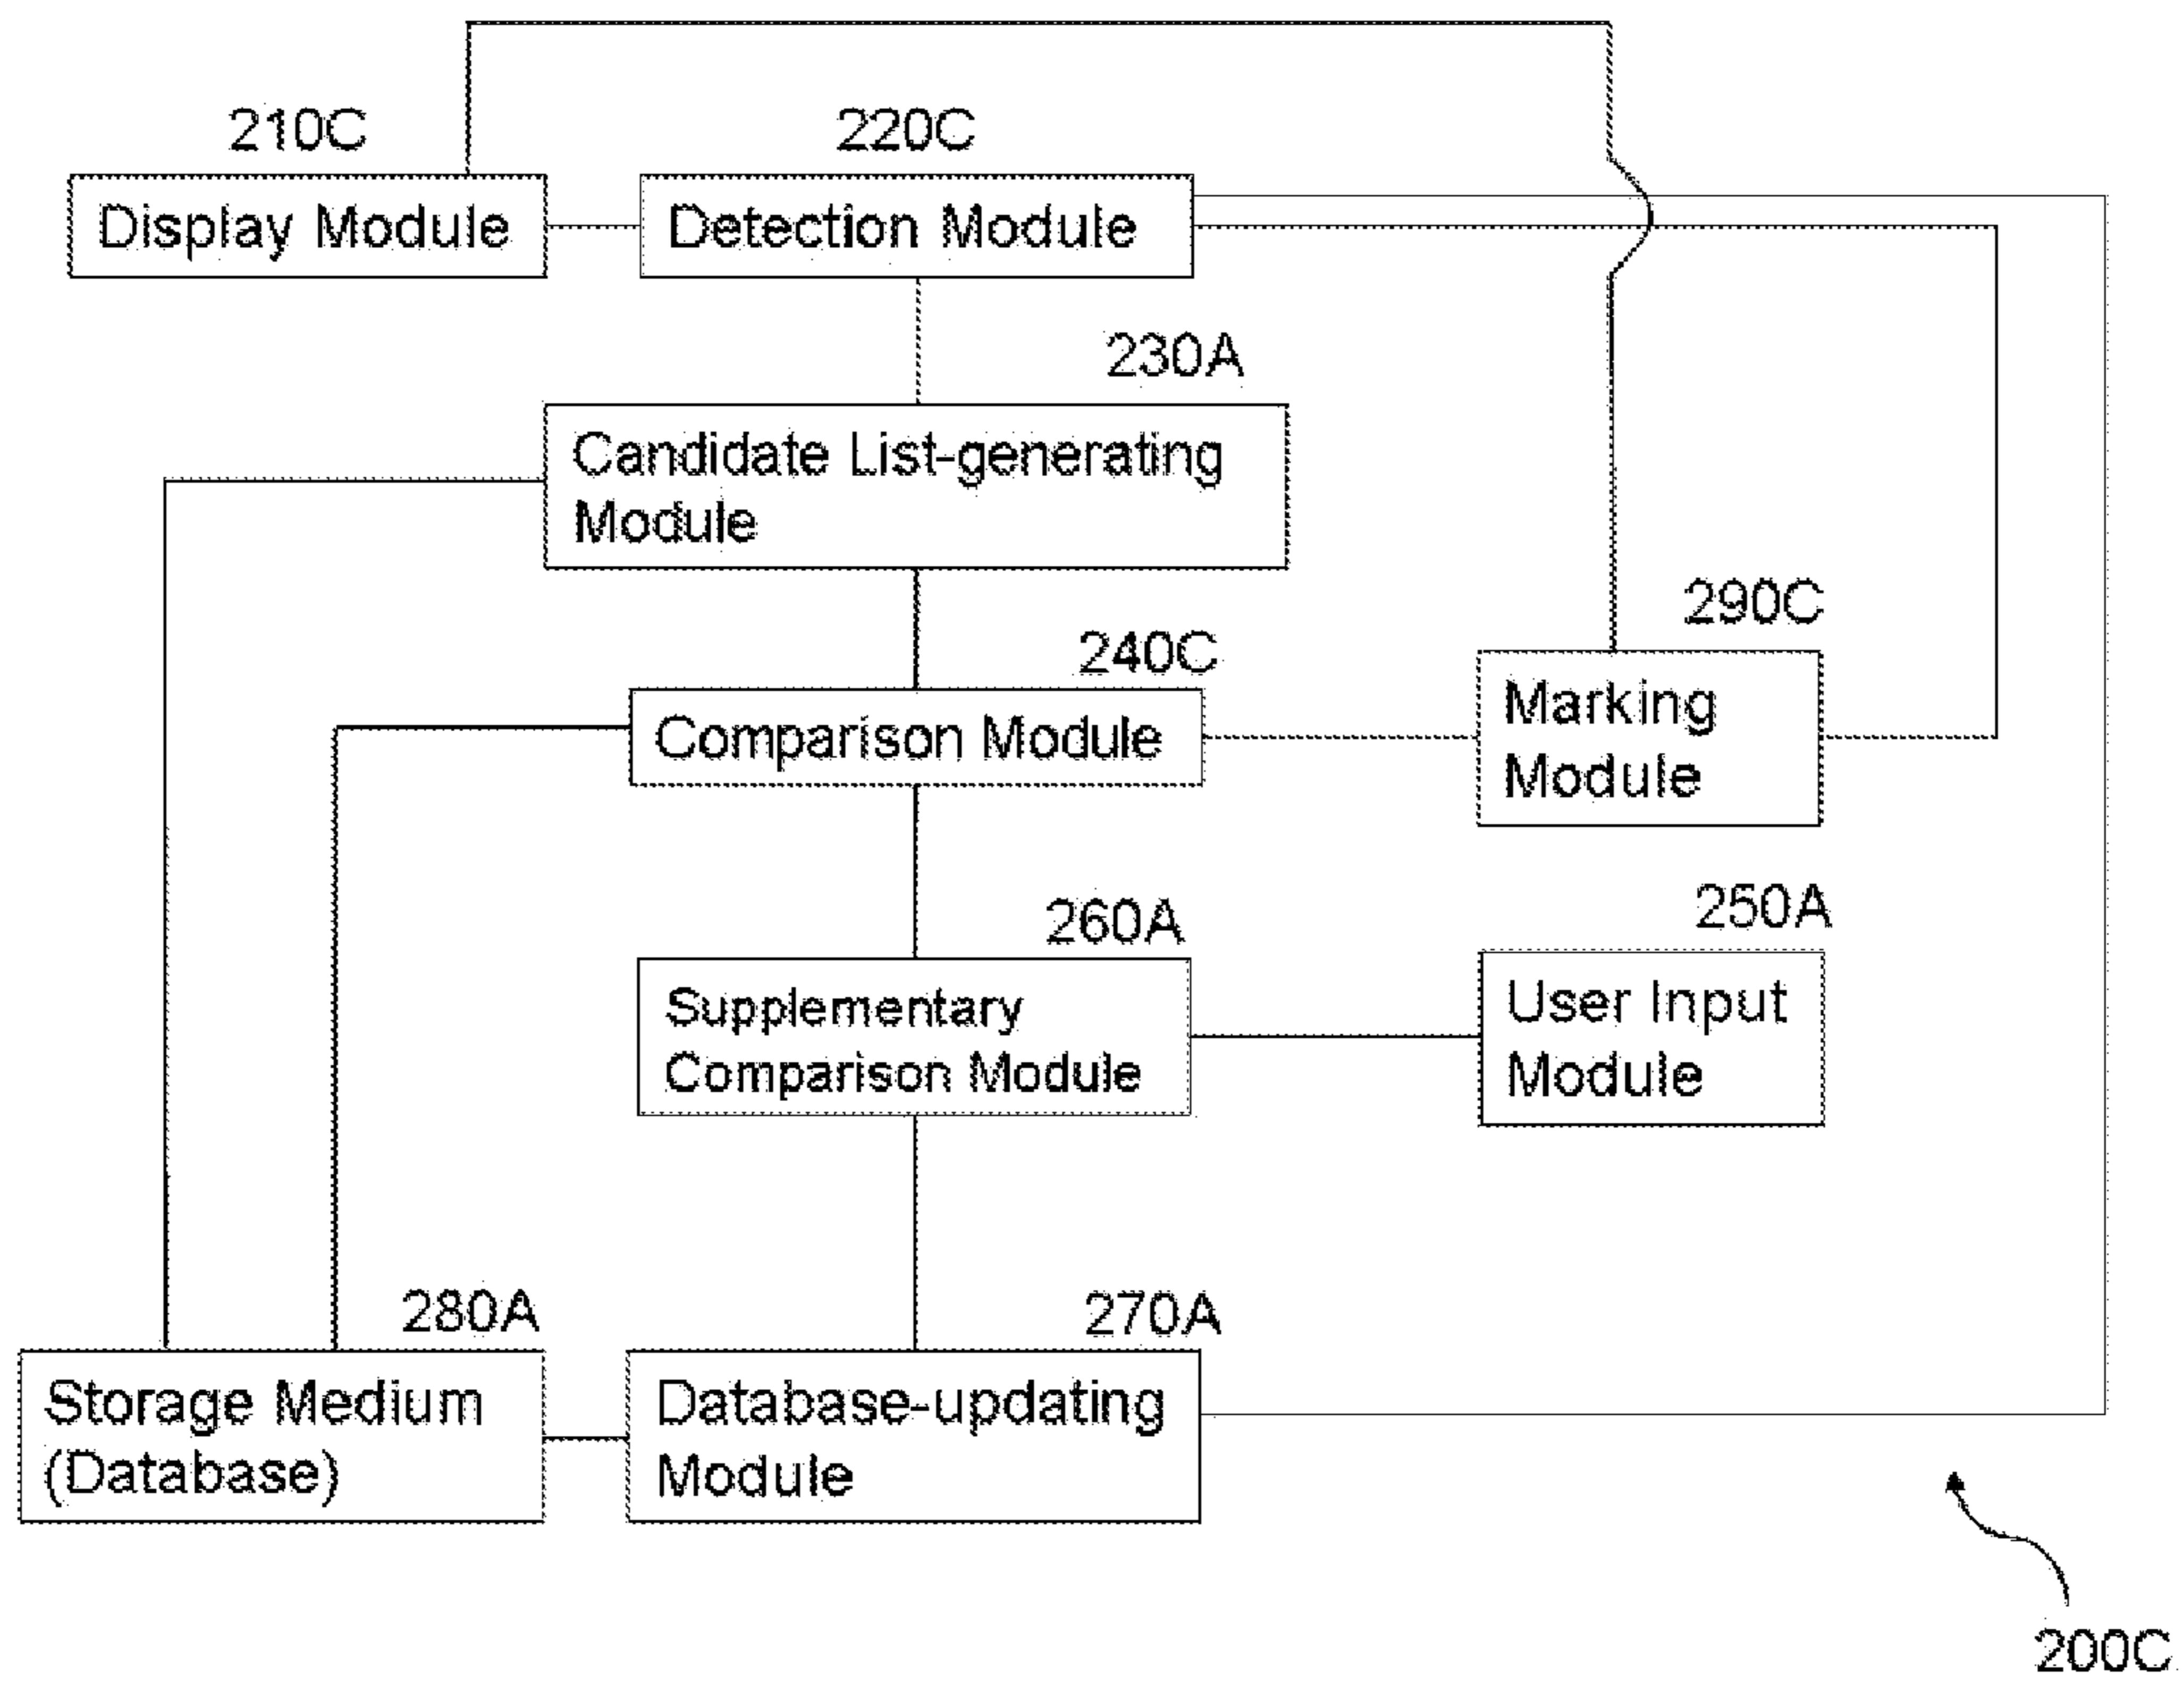 210C
220C
Display Module
Detection Module
230A
Candidate List-generating
Module
290C
240C
Marking
Module
Comparison Module
250A
260A
User Input
Module
Supplementary
Comparison Module
280A
270A
Storage Medium
(Database)
Database-updating
Module
200C